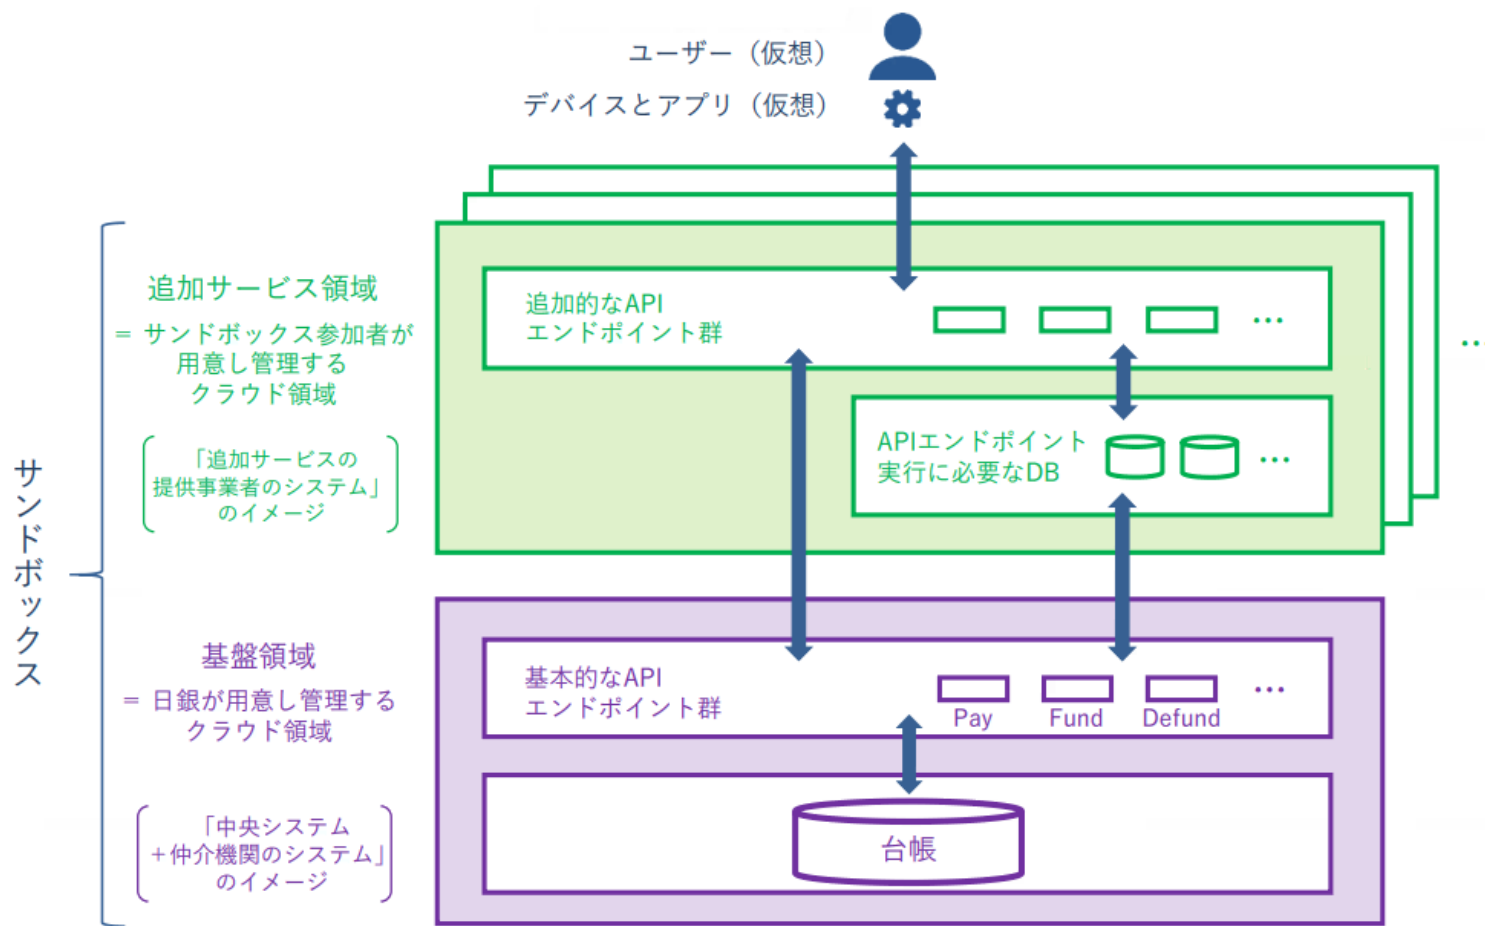 ユーザー（仮想）
デバイスとアプリ（仮想）
サンドボックス
追加サービス領域
＝ サンドボックス参加者が
用意し管理する
クラウド領域
「追加サービスの
提供事業者のシステム」
のイメージ
追加的なAPI
エンドポイント群
…
APIエンドポイント
実行に必要なDB
…
‥
基盤領域
＝ 日銀が用意し管理する
クラウド領域
「中央システム
＋仲介機関のシステム」
のイメージ
基本的なAPI
エンドポイント群
…
Pay Fund Defund
台帳